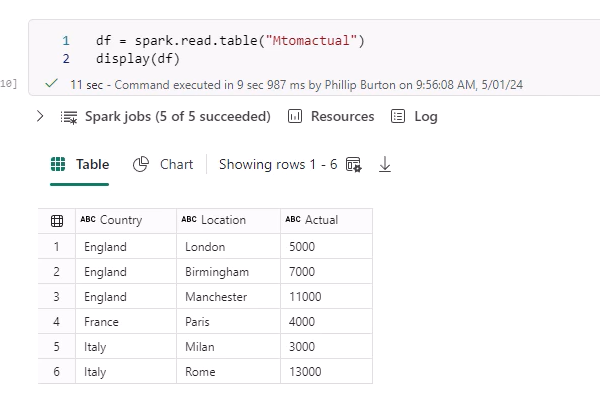 1 df = spark.read.table("Mtomactual")
2 display(df)
10] 11 sec - Command executed in 9 sec 987 ms by Phillip Burton on 9:56:08 AM, 5/01/24
Spark jobs (5 of 5 succeeded) Resources Log
Table Chart Showing rows 1 - 6
ABC Country ABC Location ABC Actual
1 England London 5000
2 England Birmingham 7000
3 England Manchester 11000
4 France Paris 4000
5 Italy Milan 3000
6 Italy Rome 13000